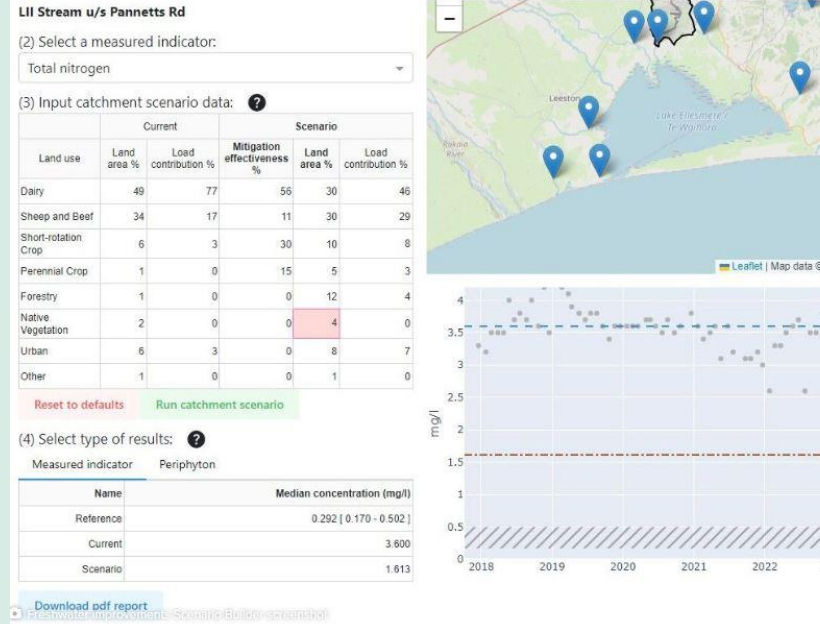 LII Stream u/s Pannetts Rd
(2) Select a measured indicator:
Total nitrogen
(3) Input catchment scenario data: ?
Current Scenario
Land use Land area % Load contribution % Mitigation effectiveness % Land area % Load contribution %
Dairy 49 77 56 30 46
Sheep and Beef 34 17 11 30 29
Short-rotation Crop 6 3 30 10 8
Perennial Crop 1 0 15 5 3
Forestry 1 0 0 12 4
Native Vegetation 2 0 0 4 0
Urban 6 3 0 8 7
Other 1 0 0 1 0
Reset to defaults Run catchment scenario
(4) Select type of results: ?
Measured indicator Periphyton
Name Median concentration (mg/l)
Reference 0.292 [ 0.170 - 0.502 ]
Current 3.600
Scenario 1.613
Download pdf report
Freshwater improvements Scenario Builder screenshot
−
Leeston
Lake Ellesmere /
Te Waihora
Rakaia
River
Leaflet | Map data ©
4
3.5
3
2.5
2
1.5
1
0.5
0
mg/l
2018 2019 2020 2021 2022